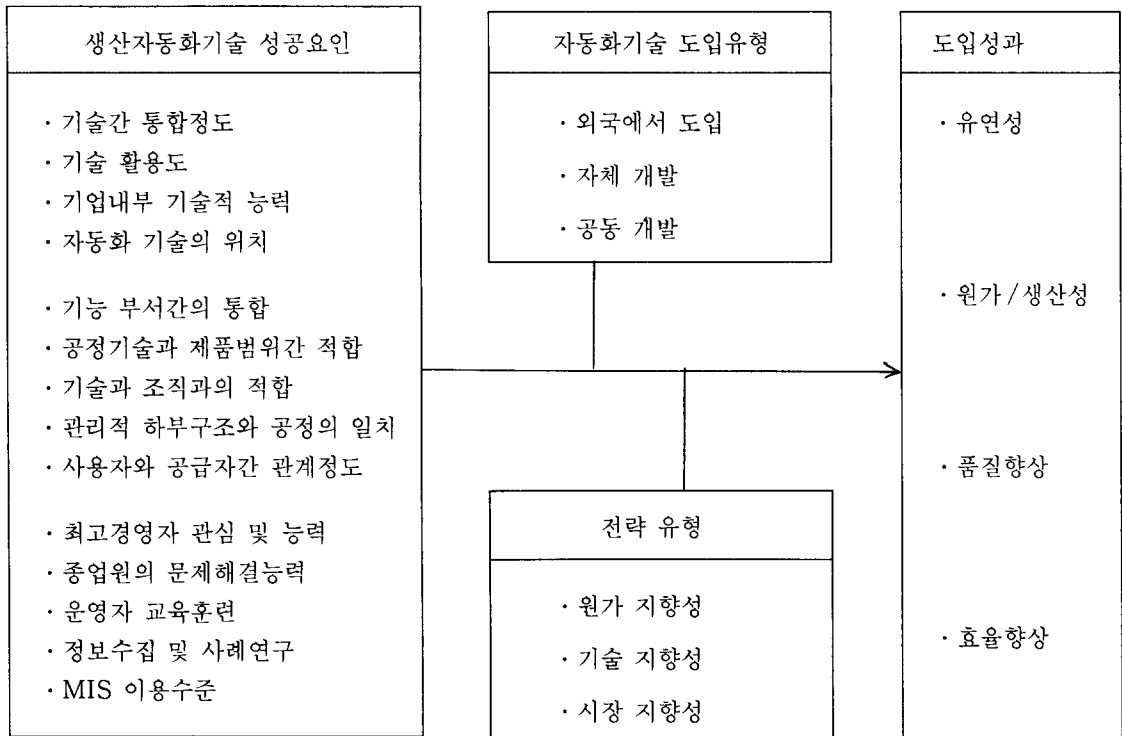 생산자동화기술 성공요인
· 기술간 통합정도
· 기술 활용도
· 기업내부 기술적 능력
· 자동화 기술의 위치
· 기능 부서간의 통합
· 공정기술과 제품범위간 적합
· 기술과 조직과의 적합
· 관리적 하부구조와 공정의 일치
· 사용자와 공급자간 관계정도
· 최고경영자 관심 및 능력
· 종업원의 문제해결능력
· 운영자 교육훈련
· 정보수집 및 사례연구
· MIS 이용수준
자동화기술 도입유형
· 외국에서 도입
· 자체 개발
· 공동 개발
전략 유형
· 원가 지향성
· 기술 지향성
· 시장 지향성
도입성과
· 유연성
· 원가/생산성
· 품질향상
· 효율향상